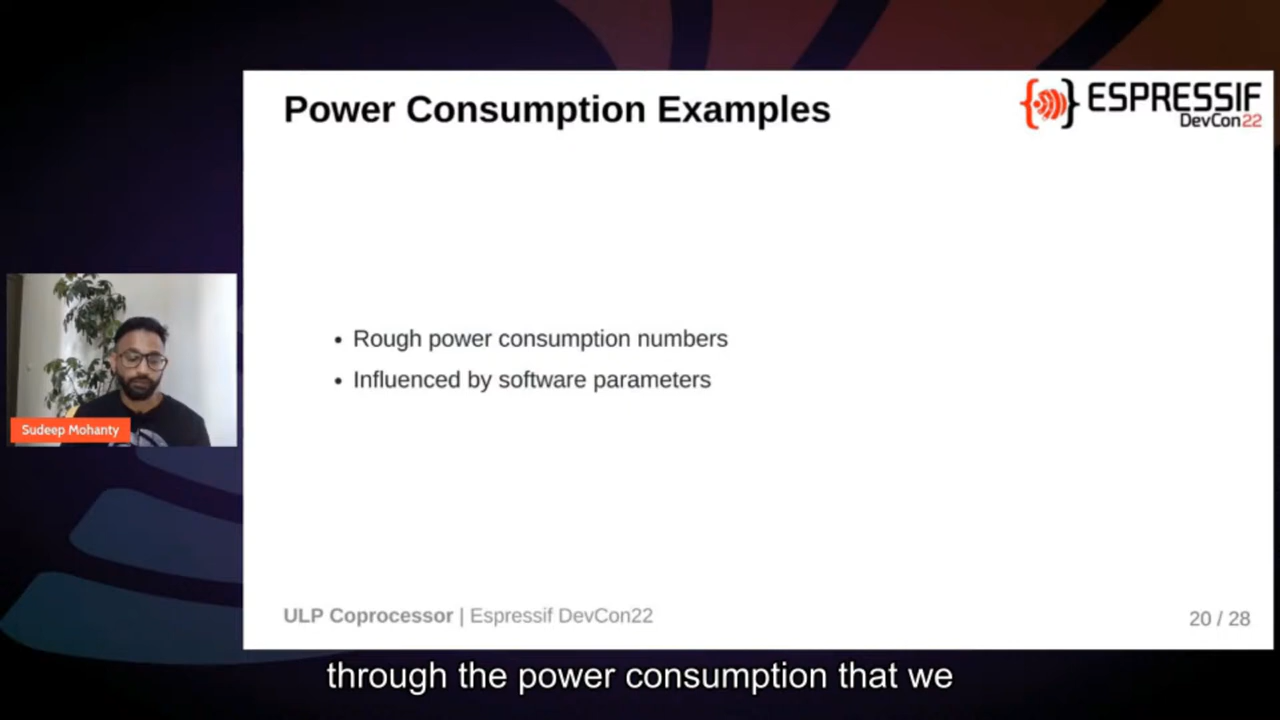 Power Consumption Examples
ESPRESSIF
DevCon22
• Rough power consumption numbers
• Influenced by software parameters
Sudeep Mohanty
ULP Coprocessor | Espressif DevCon22
20 / 28
through the power consumption that we